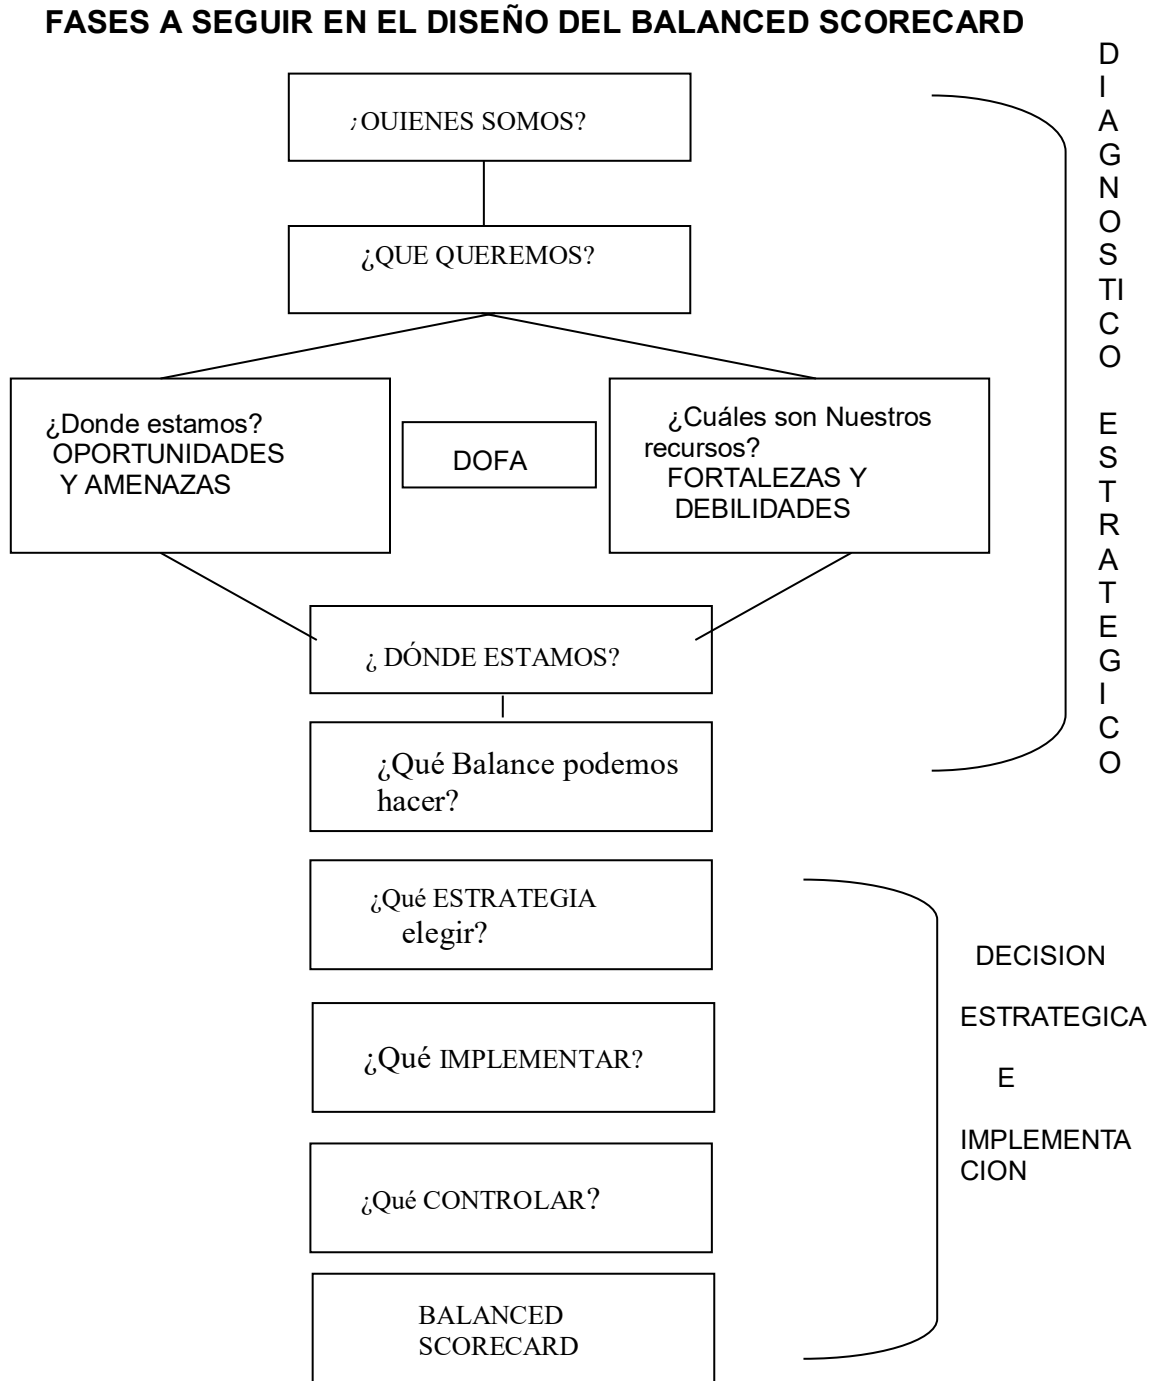 FASES A SEGUIR EN EL DISEÑO DEL BALANCED SCORECARD
¿OUIENES SOMOS?
¿QUE QUEREMOS?
¿Donde estamos?
OPORTUNIDADES
Y AMENAZAS
DOFA
¿Cuáles son Nuestros
recursos?
FORTALEZAS Y
DEBILIDADES
¿ DÓNDE ESTAMOS?
¿Qué Balance podemos
hacer?
D
I
A
G
N
O
S
TI
C
O
E
S
T
R
A
T
E
G
I
C
O
¿Qué ESTRATEGIA
elegir?
¿Qué IMPLEMENTAR?
¿Qué CONTROLAR?
BALANCED
SCORECARD
DECISION
ESTRATEGICA
E
IMPLEMENTA
CION